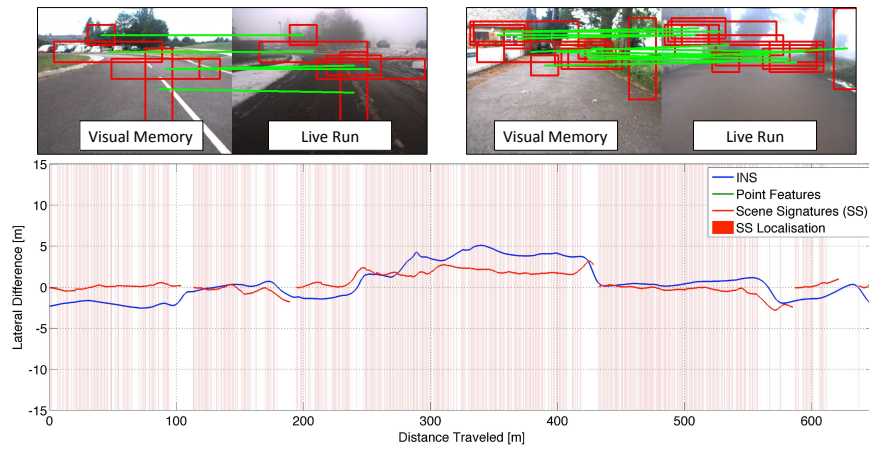 Visual Memory
Live Run
Visual Memory
Live Run
15
10
5
0
-5
-10
-15
Lateral Difference [m]
INS
Point Features
Scene Signatures (SS)
SS Localisation
0 100 200 300 400 500 600
Distance Traveled [m]